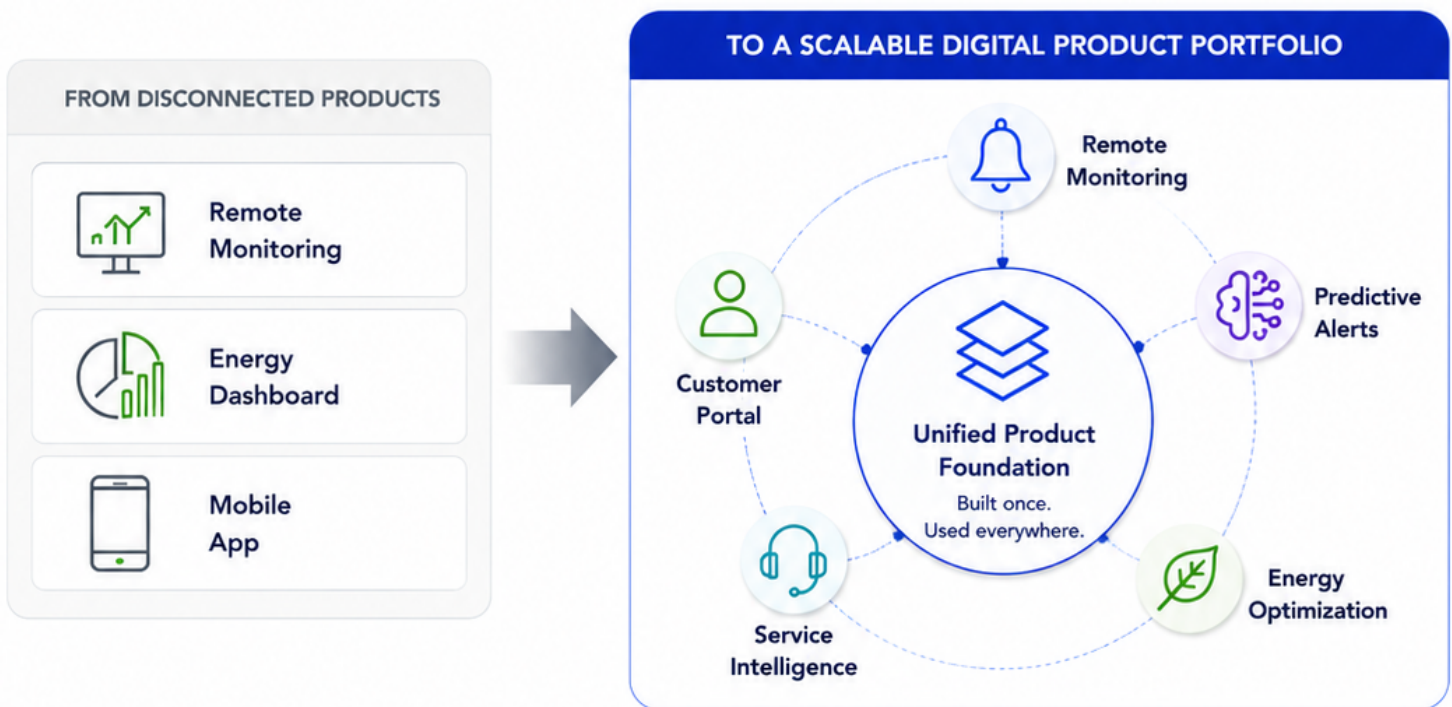 FROM DISCONNECTED PRODUCTS
Remote
Monitoring
Energy
Dashboard
Mobile
App
TO A SCALABLE DIGITAL PRODUCT PORTFOLIO
Remote
Monitoring
Predictive
Alerts
Customer
Portal
Unified Product
Foundation
Built once.
Used everywhere.
Energy
Optimization
Service
Intelligence